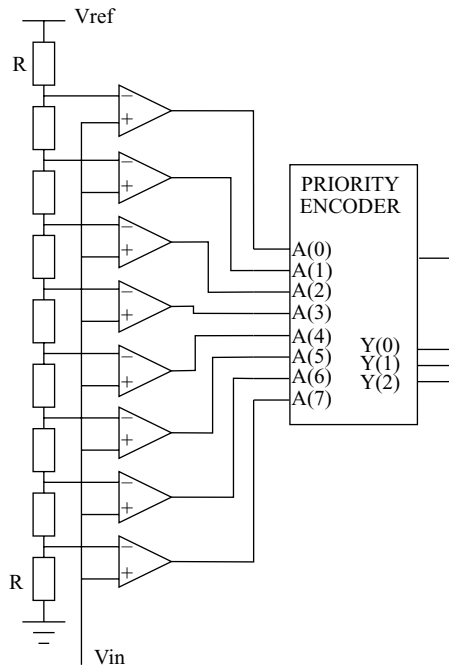 Vref
R
−
+
−
+
−
+
−
+
−
+
−
+
−
+
−
+
PRIORITY
ENCODER
A(0)
A(1)
A(2)
A(3)
A(4)
A(5)
A(6)
A(7)
Y(0)
Y(1)
Y(2)
R
Vin